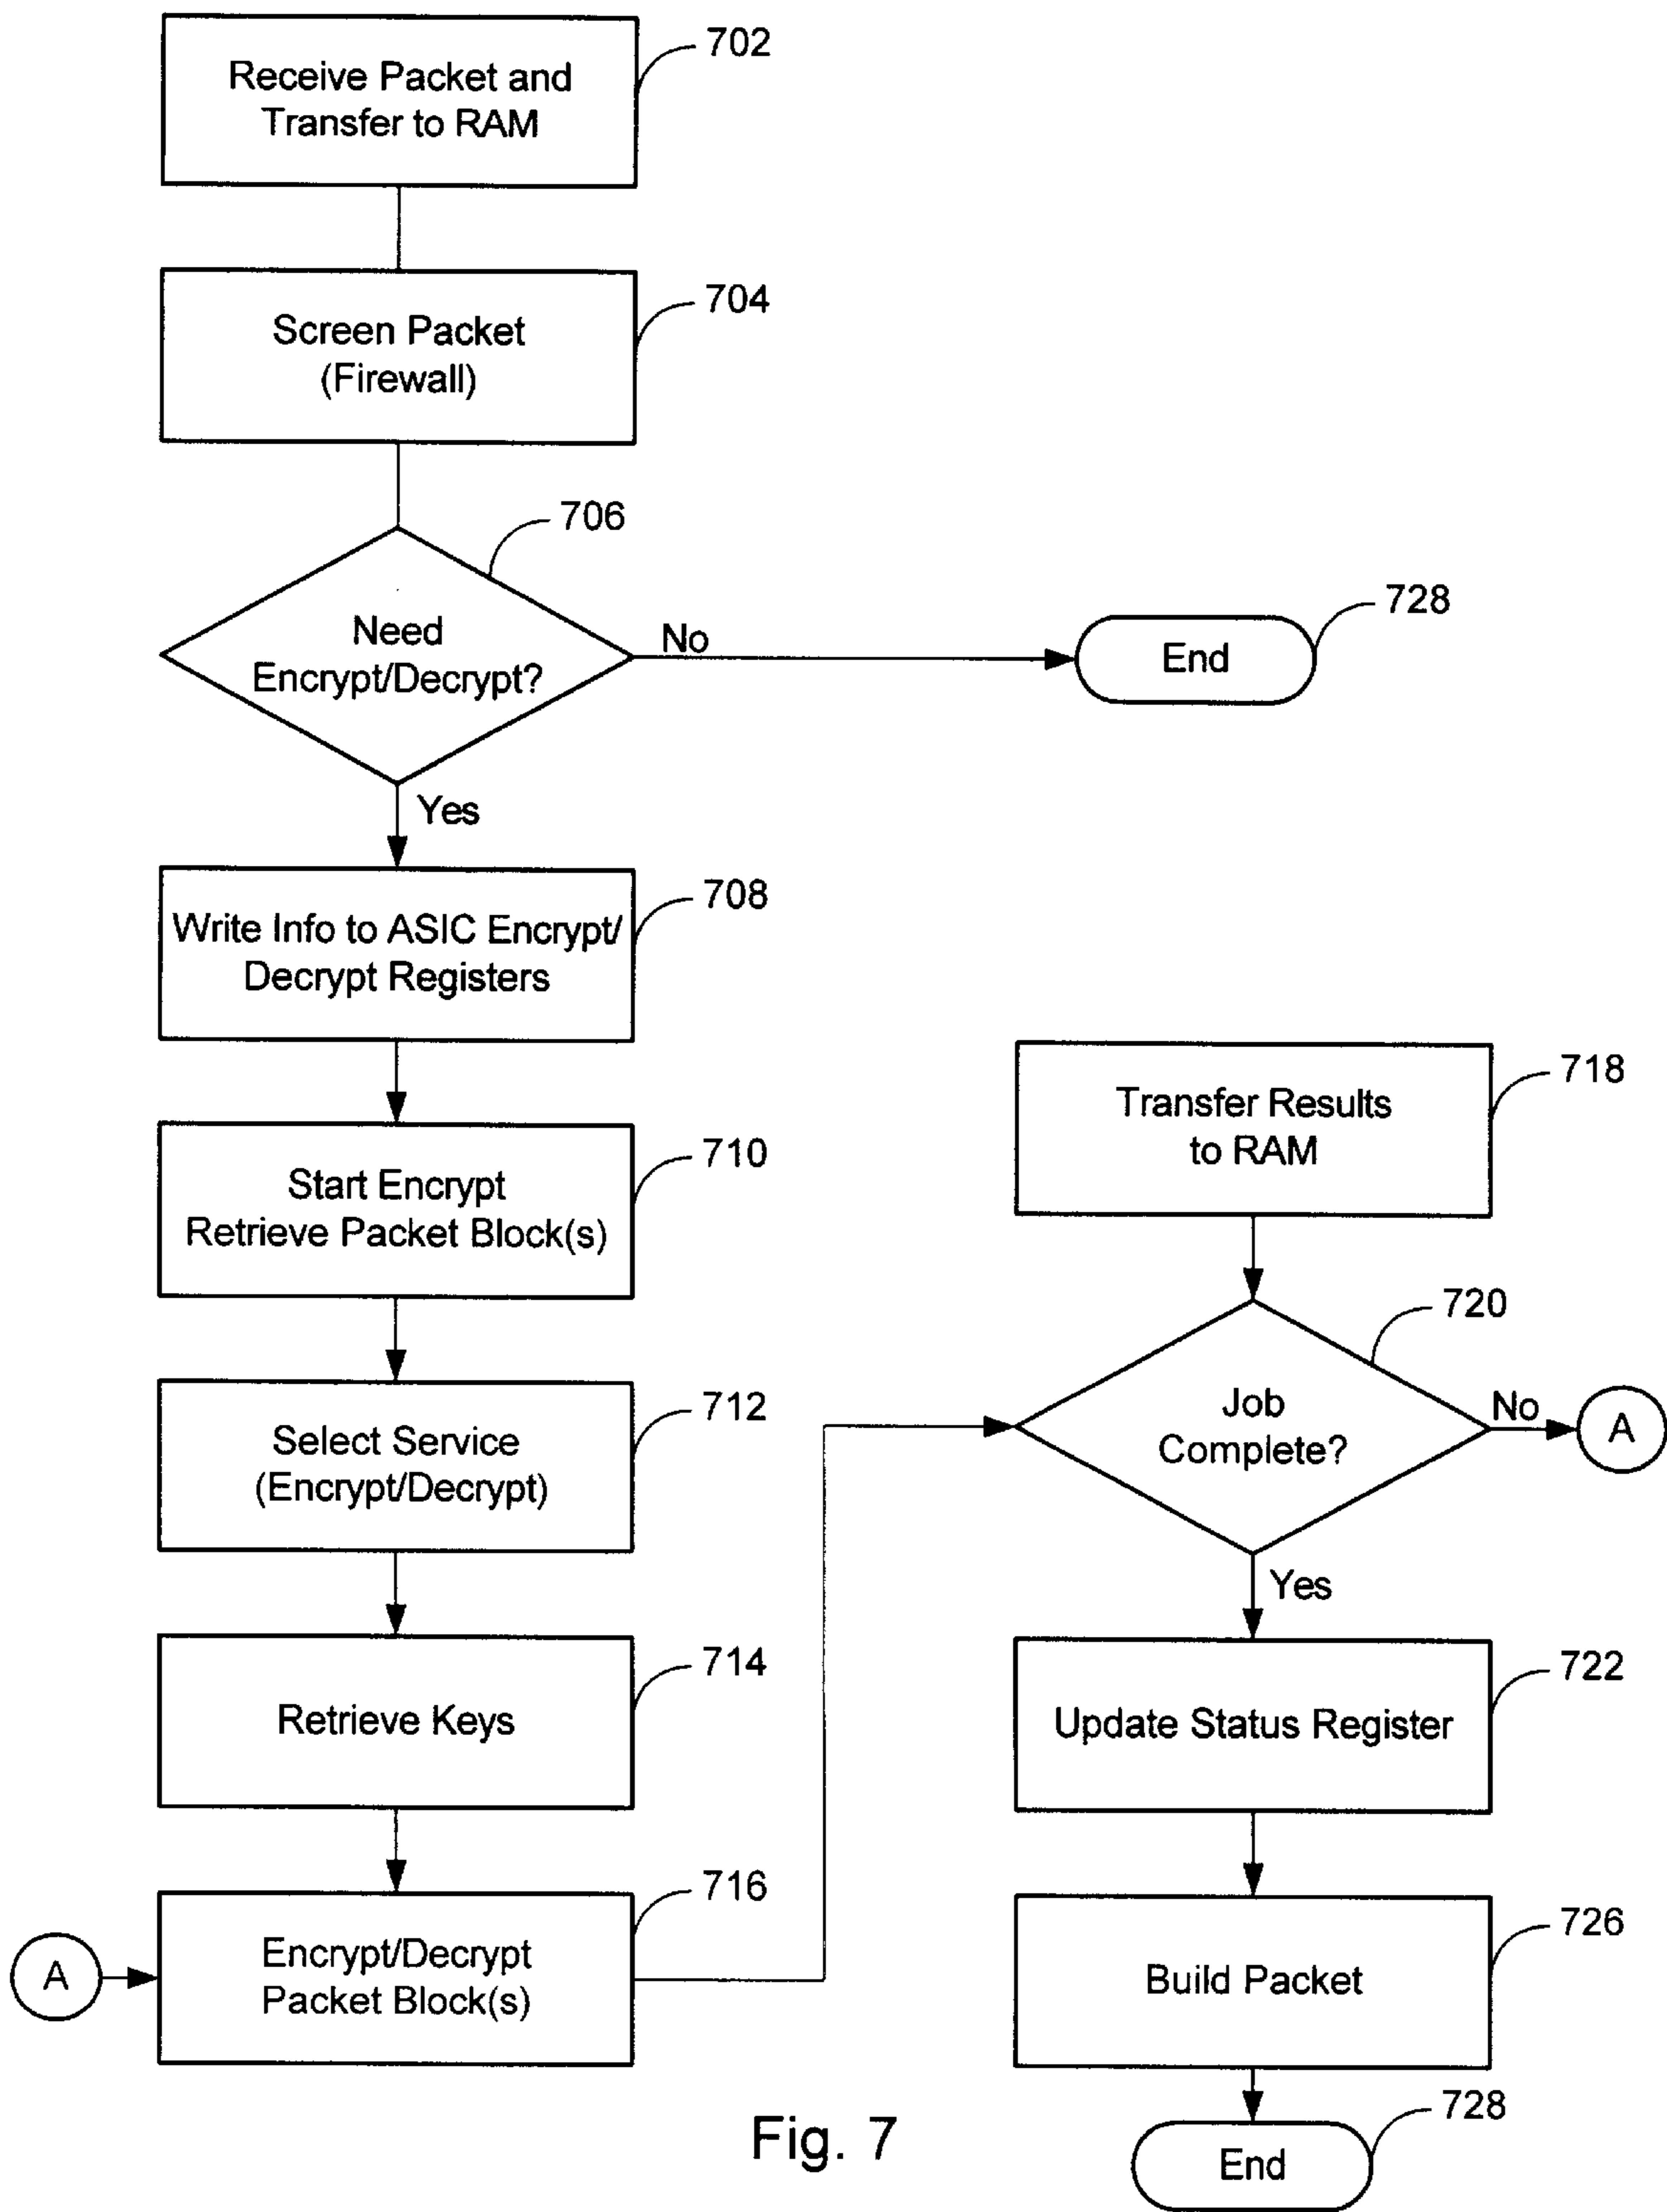 702
Receive Packet and
Transfer to RAM
704
Screen Packet
(Firewall)
706
Need
Encrypt/Decrypt?
No
728
End
Yes
708
Write Info to ASIC Encrypt/
Decrypt Registers
710
Start Encrypt
Retrieve Packet Block(s)
712
Select Service
(Encrypt/Decrypt)
714
Retrieve Keys
716
A
Encrypt/Decrypt
Packet Block(s)
718
Transfer Results
to RAM
720
Job
Complete?
No
A
Yes
722
Update Status Register
726
Build Packet
728
End
Fig. 7